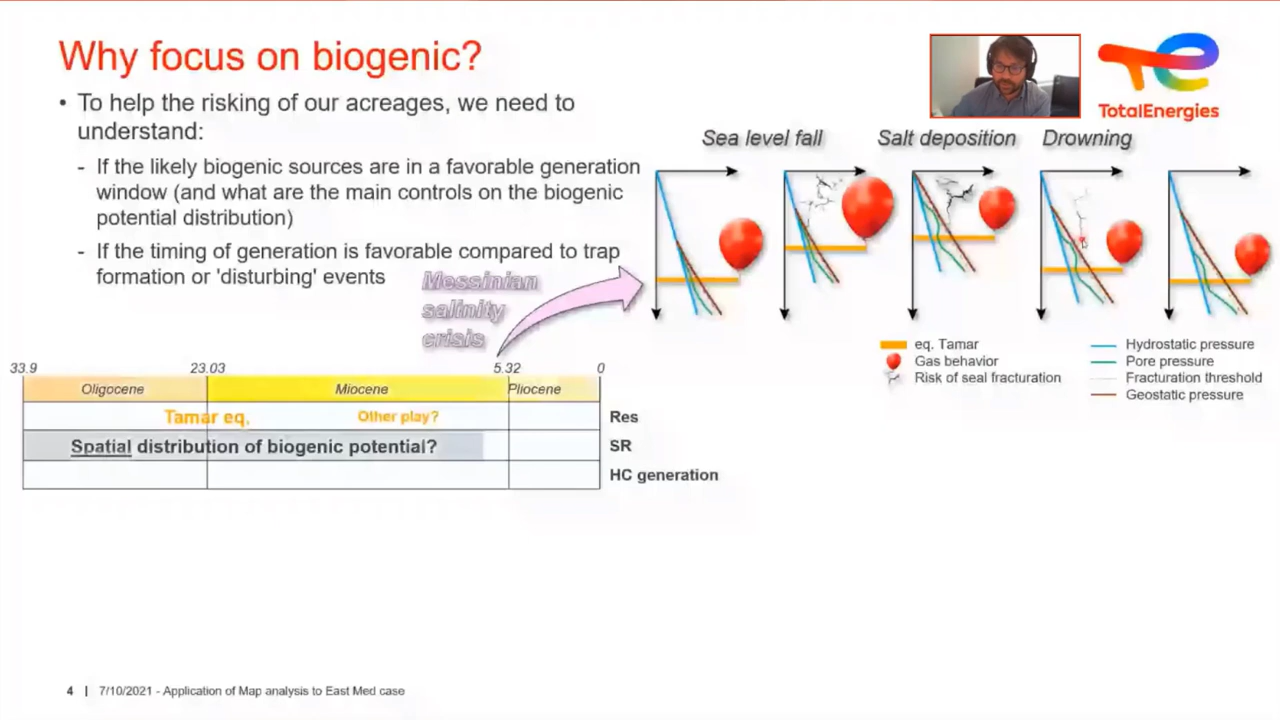 Why focus on biogenic?
• To help the risking of our acreages, we need to
understand:
- If the likely biogenic sources are in a favorable generation
window (and what are the main controls on the biogenic
potential distribution)
- If the timing of generation is favorable compared to trap
formation or 'disturbing' events
TotalEnergies
Sea level fall
Salt deposition
Drowning
Messinian
salinity
crisis
eq. Tamar
Gas behavior
Risk of seal fracturation
Hydrostatic pressure
Pore pressure
Fracturation threshold
Geostatic pressure
33.9 23.03 5.32 0
Oligocene Miocene Pliocene
Tamar eq, Other play? Res
Spatial distribution of biogenic potential? SR
HC generation
4 | 7/10/2021 - Application of Map analysis to East Med case